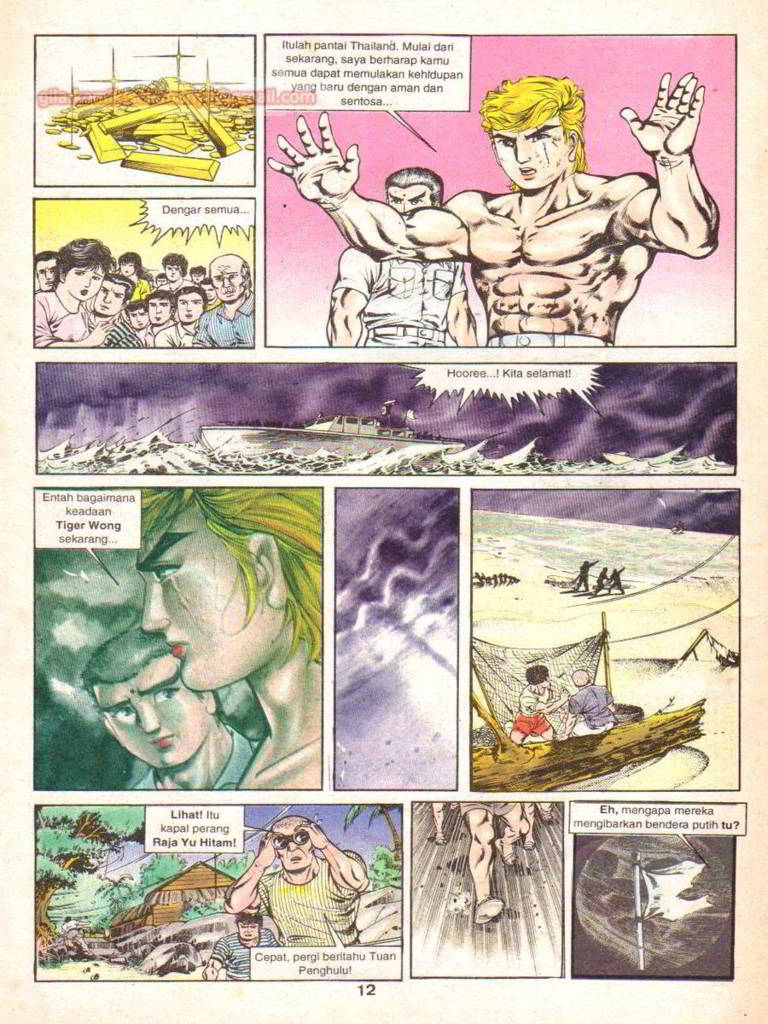 Itulah pantai Thailand. Mulai dari
sekarang, saya berharap kamu
semua dapat memulakan kehidupan
yang baru dengan aman dan
sentosa...
Dengar semua...
Hooree...! Kita selamat!
Entah bagaimana
keadaan
Tiger Wong
sekarang...
Lihat! Itu
kapal perang
Raja Yu Hitam!
Cepat, pergi beritahu Tuan
Penghulu!
Eh, mengapa mereka
mengibarkan bendera putih tu?
12